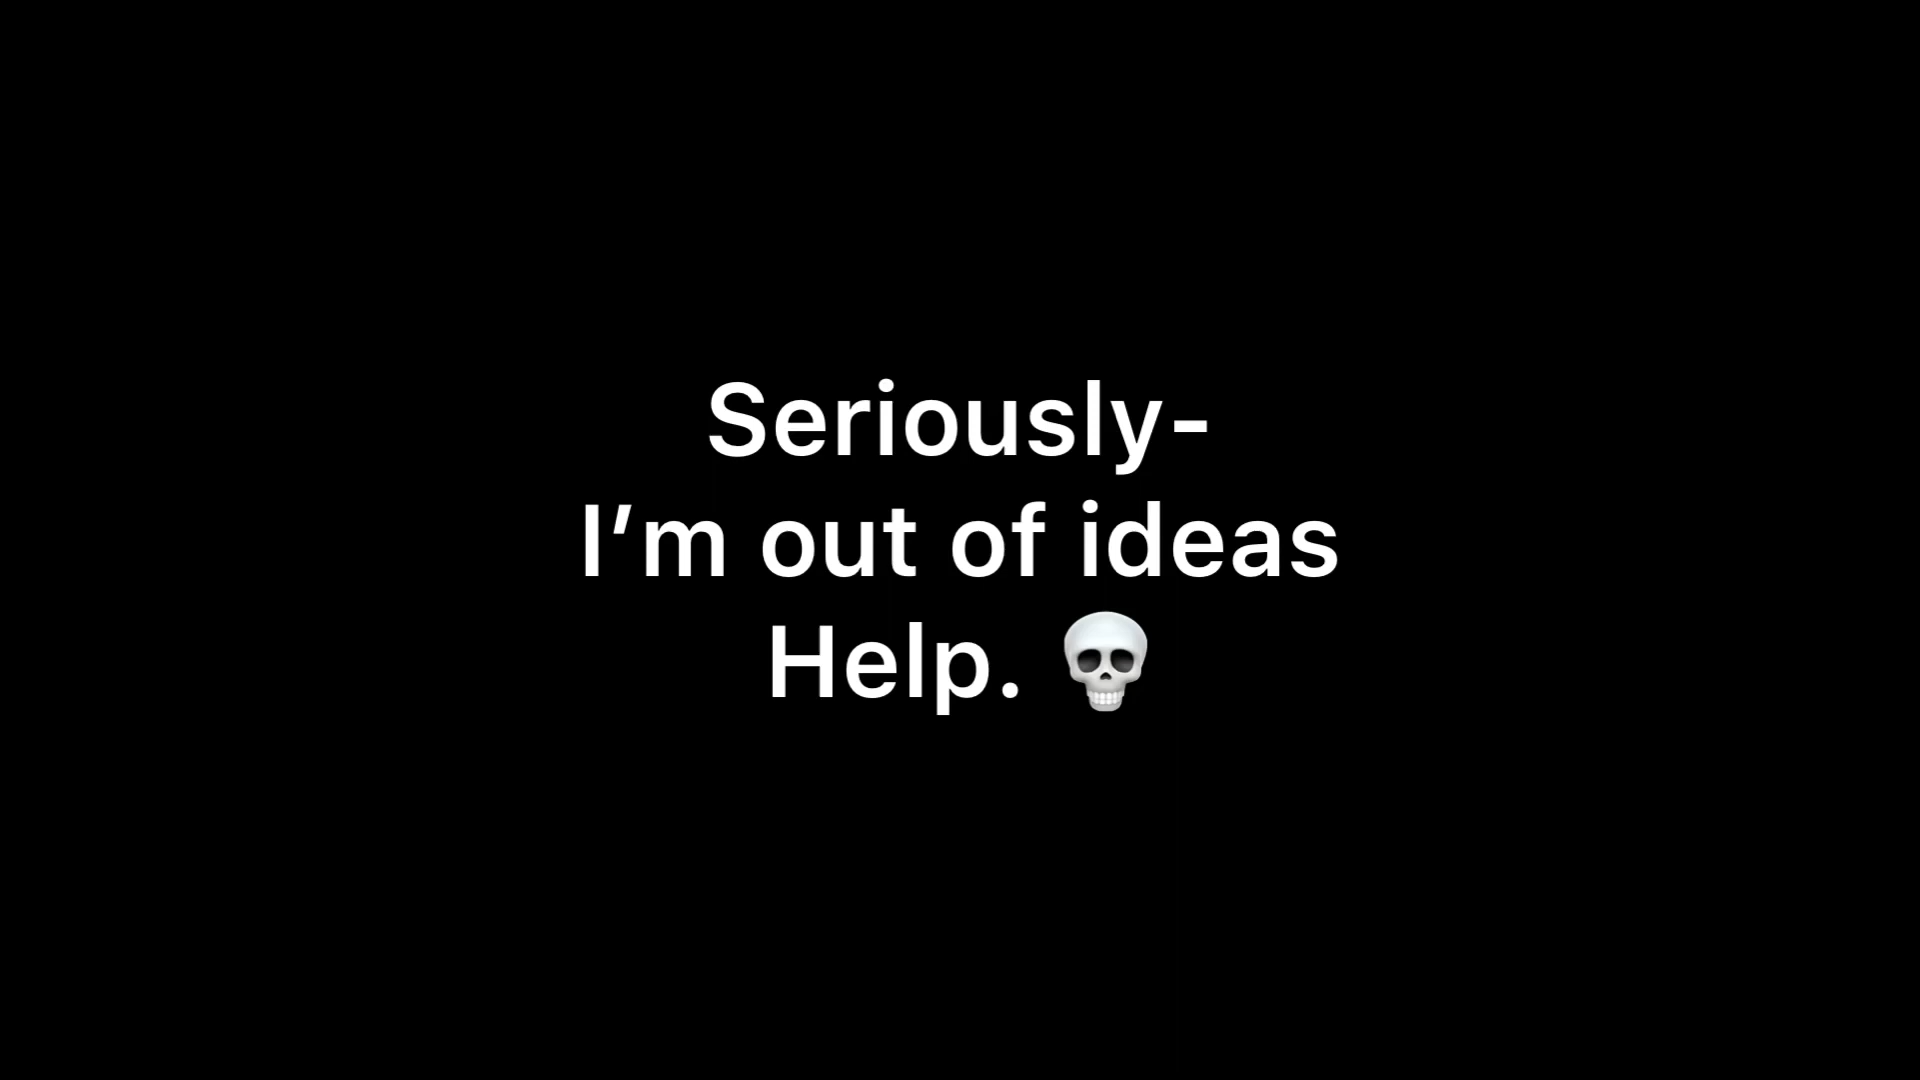 Seriously-
I’m out of ideas
Help. 💀